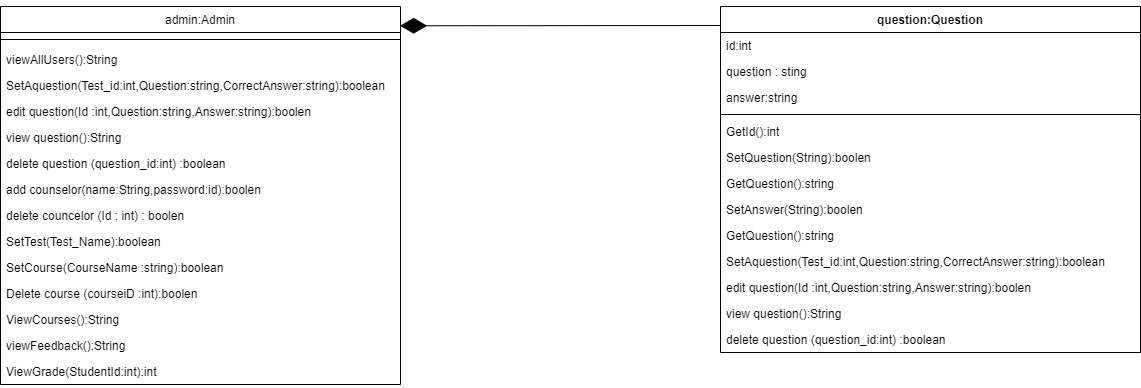 admin:Admin
viewAllUsers():String
SetAquestion(Test_id:int,Question:string,CorrectAnswer:string):boolean
edit question(Id :int,Question:string,Answer:string):boolen
view question():String
delete question (question_id:int) :boolean
add counselor(name:String,password:id):boolen
delete councelor (Id : int) : boolen
SetTest(Test_Name):boolean
SetCourse(CourseName :string):boolean
Delete course (courseiD :int):boolen
ViewCourses():String
viewFeedback():String
ViewGrade(StudentId:int):int
question:Question
id:int
question : sting
answer:string
GetId():int
SetQuestion(String):boolen
GetQuestion():string
SetAnswer(String):boolen
GetQuestion():string
SetAquestion(Test_id:int,Question:string,CorrectAnswer:string):boolean
edit question(Id :int,Question:string,Answer:string):boolen
view question():String
delete question (question_id:int) :boolean